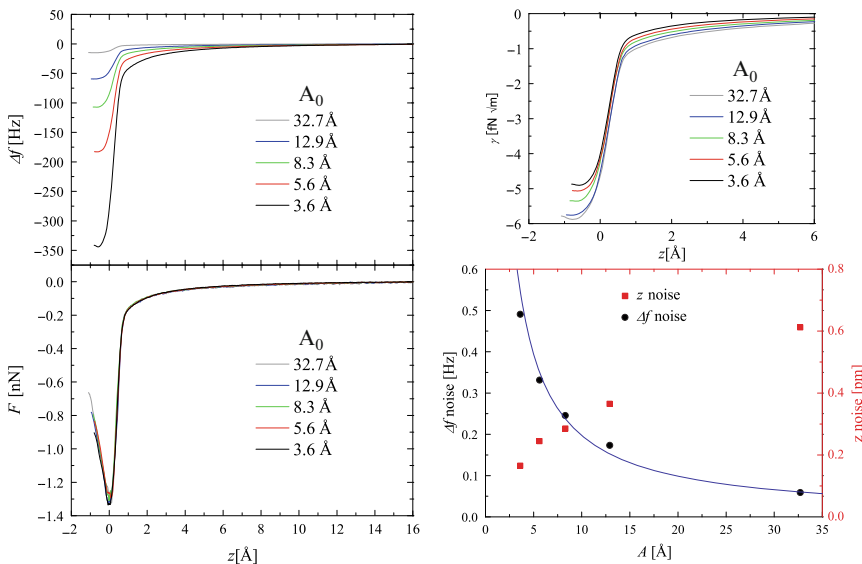 0
−50
−100
−150
−200
−250
−300
−350
Δf [Hz]
A0
32.7Å
12.9Å
8.3 Å
5.6 Å
3.6 Å
0.0
−0.2
−0.4
−0.6
−0.8
−1.0
−1.2
−1.4
F [nN]
A0
32.7Å
12.9Å
8.3Å
5.6 Å
3.6 Å
−2 0 2 4 6 8 10 12 14 16
z[Å]
0
−1
−2
−3
−4
−5
−6
γ [fN √m]
A0
32.7Å
12.9Å
8.3 Å
5.6 Å
3.6 Å
−2 0 2 4 6
z[Å]
0.6
0.5
0.4
0.3
0.2
0.1
0.0
Δf noise [Hz]
z noise
Δf noise
0.8
0.6
0.4
0.2
0.0
z noise [pm]
0 5 10 15 20 25 30 35
A [Å]